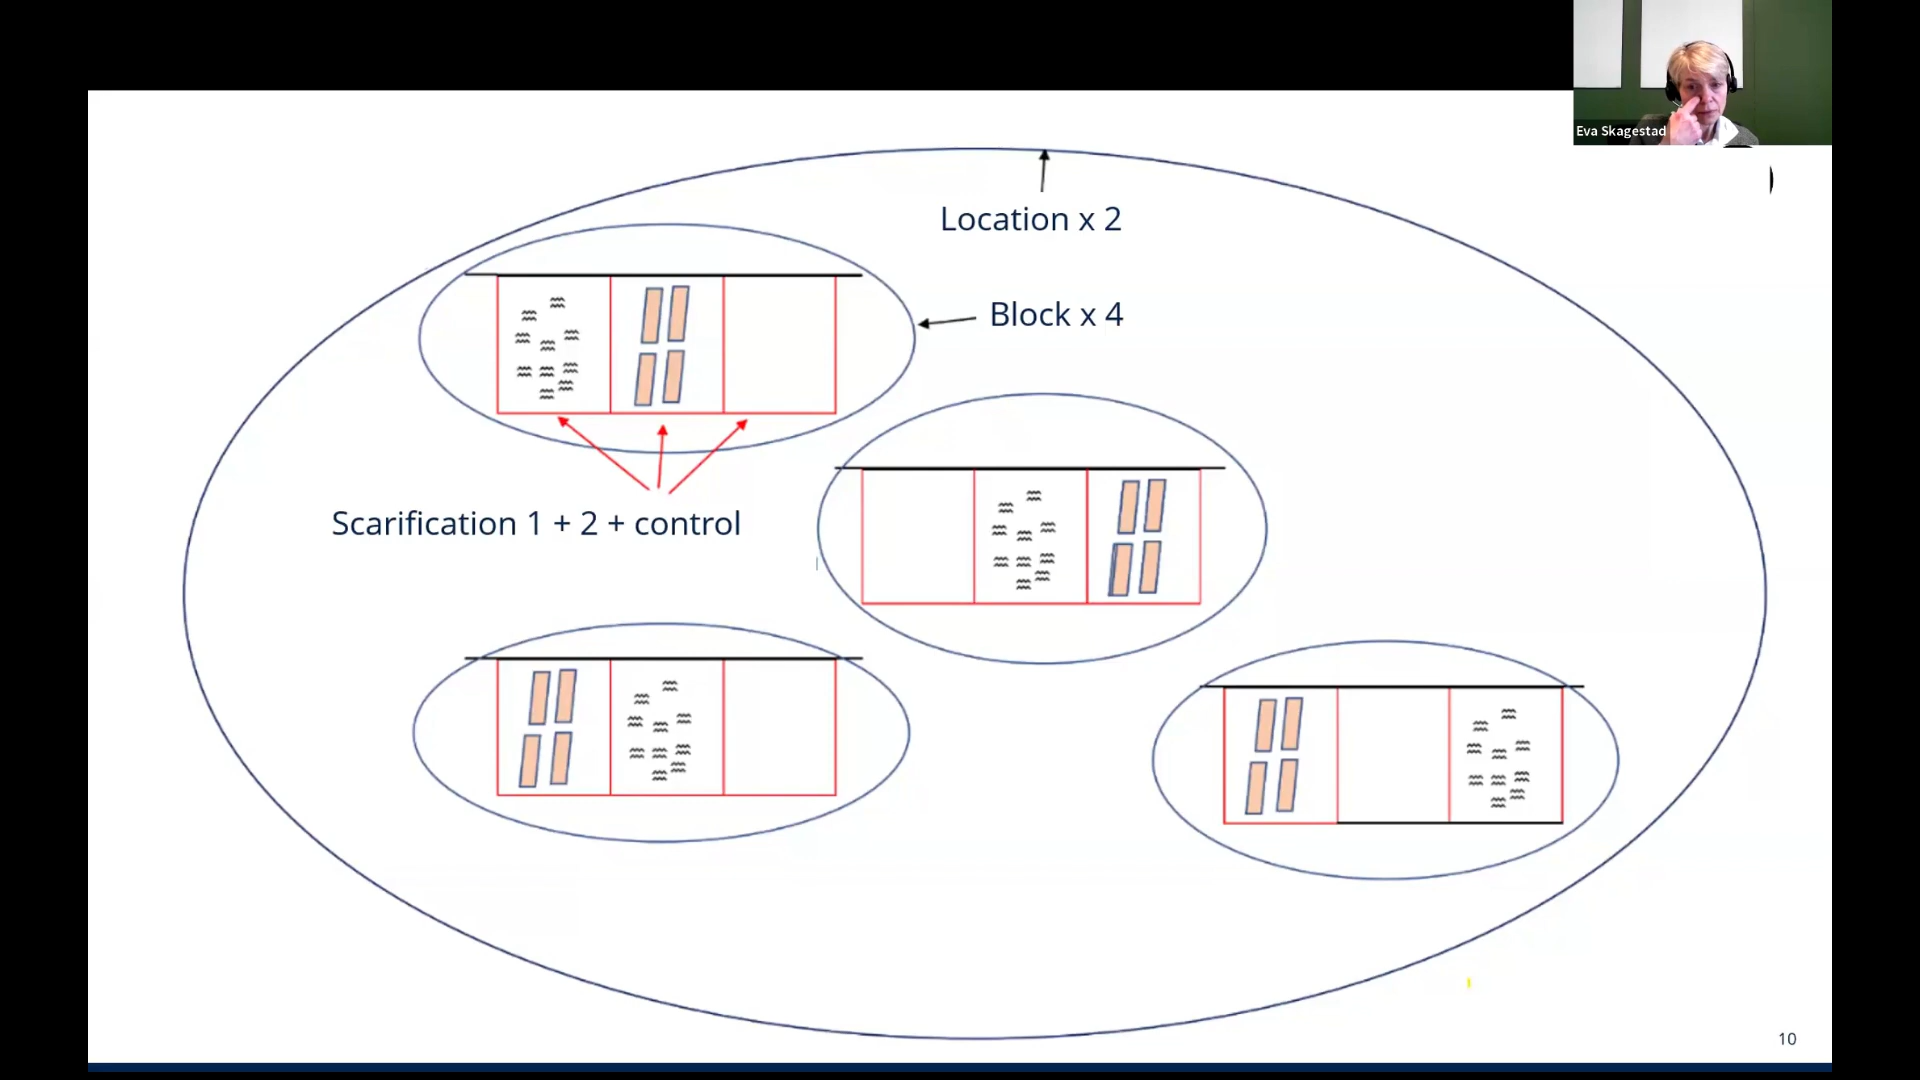 Eva Skagestad
Location x 2
Block x 4
Scarification 1 + 2 + control
10